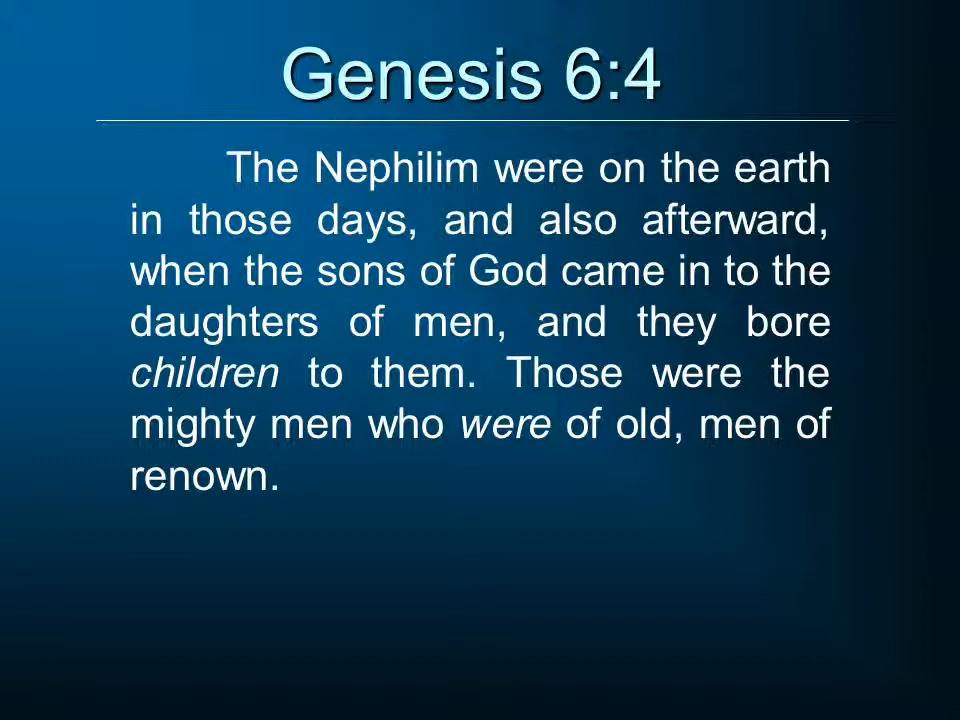 Genesis 6:4
The Nephilim were on the earth
in those days, and also afterward,
when the sons of God came in to the
daughters of men, and they bore
children to them. Those were the
mighty men who were of old, men of
renown.